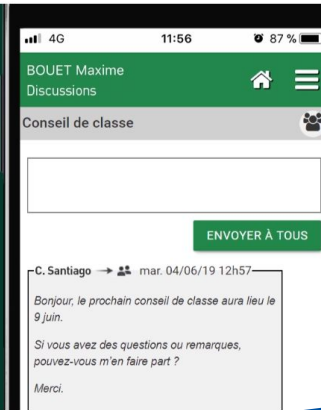 4G 11:56 87 %
BOUET Maxime
Discussions
Conseil de classe
ENVOYER À TOUS
C. Santiago mar. 04/06/19 12h57
Bonjour, le prochain conseil de classe aura lieu le
9 juin.
Si vous avez des questions ou remarques,
pouvez-vous m'en faire part ?
Merci.